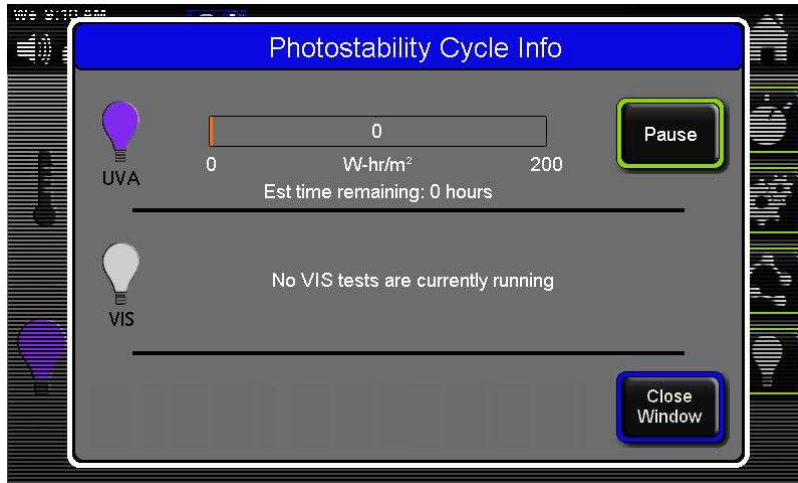 Photostability Cycle Info
0
Pause
0 W-hr/m² 200
UVA
Est time remaining: 0 hours
No VIS tests are currently running
VIS
Close
Window